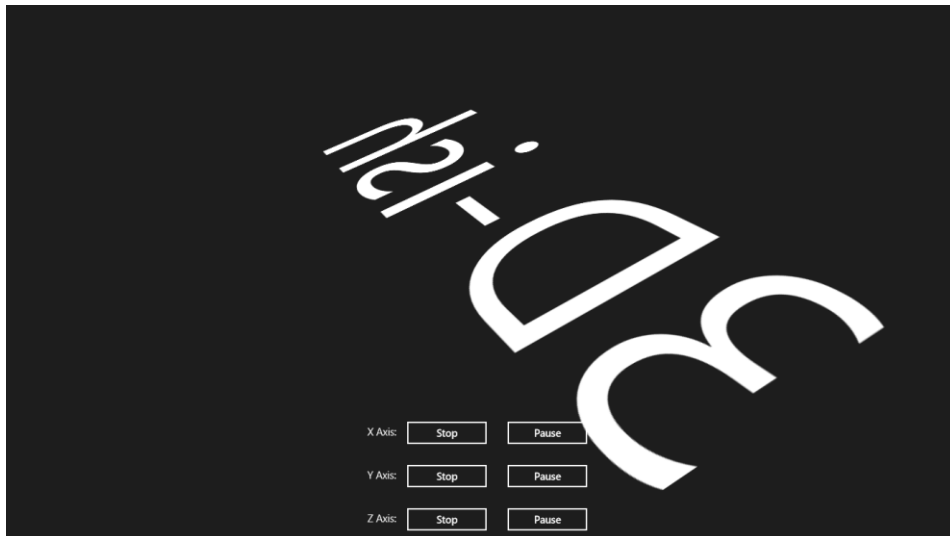 3D-ish
X Axis: Stop Pause
Y Axis: Stop Pause
Z Axis: Stop Pause